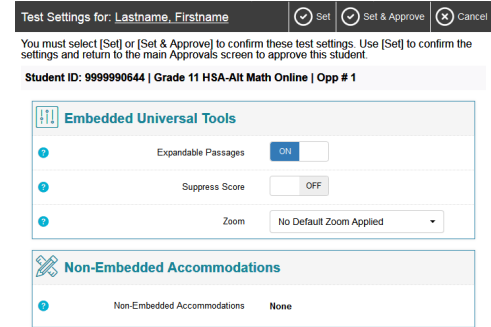 Test Settings for: Lastname, Firstname Set Set & Approve Cancel
You must select [Set] or [Set & Approve] to confirm these test settings. Use [Set] to confirm the
settings and return to the main Approvals screen to approve this student.
Student ID: 9999990644 | Grade 11 HSA-Alt Math Online | Opp # 1
Embedded Universal Tools
? Expandable Passages ON
? Suppress Score OFF
? Zoom No Default Zoom Applied
Non-Embedded Accommodations
? Non-Embedded Accommodations None